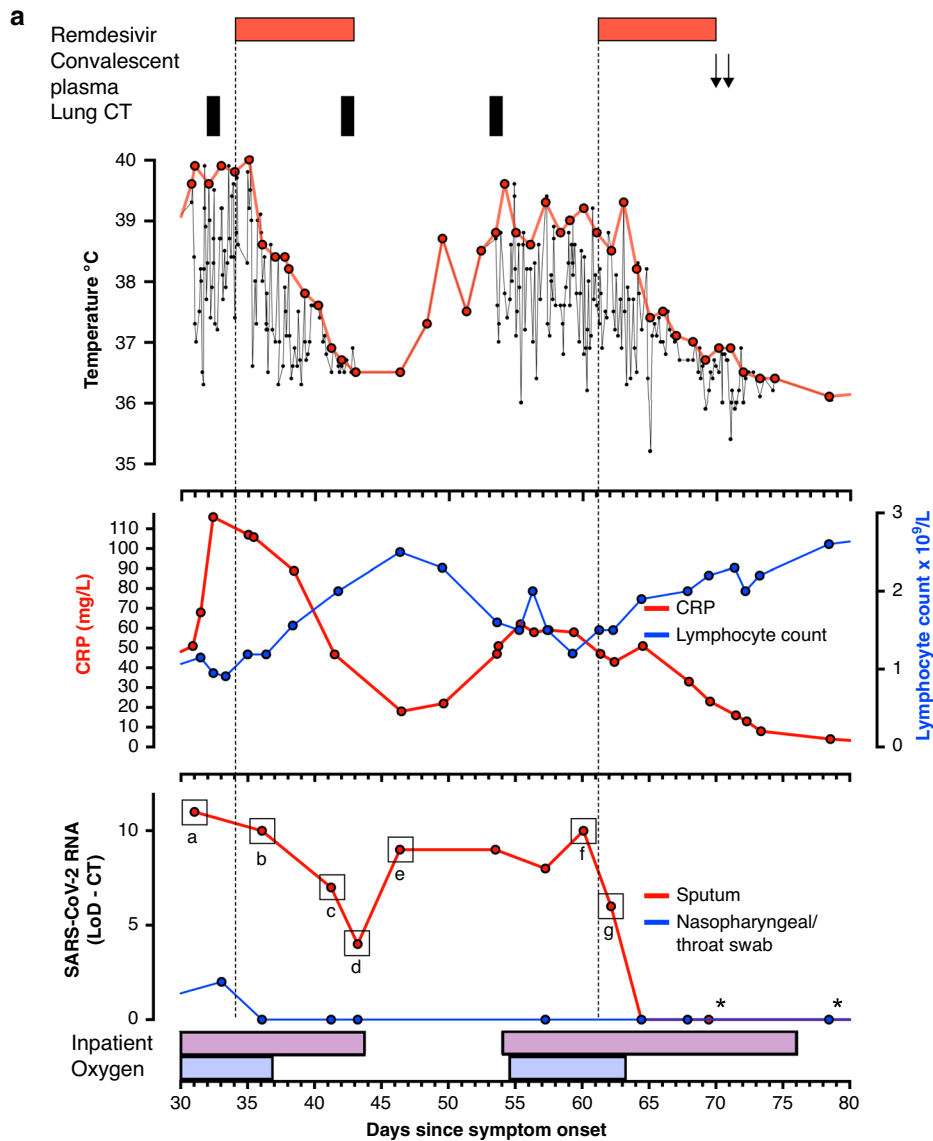 a
Remdesivir
Convalescent
plasma
Lung CT
40
39
38
37
36
35
Temperature °C
110
100
90
80
70
60
50
40
30
20
10
0
CRP (mg/L)
3
2
1
0
Lymphocyte count x 10⁹/L
CRP
Lymphocyte count
10
5
0
SARS-CoV-2 RNA
(LoD - CT)
a
b
c
d
e
f
g
Sputum
Nasopharyngeal/
throat swab
*
*
Inpatient
Oxygen
30 35 40 45 50 55 60 65 70 75 80
Days since symptom onset